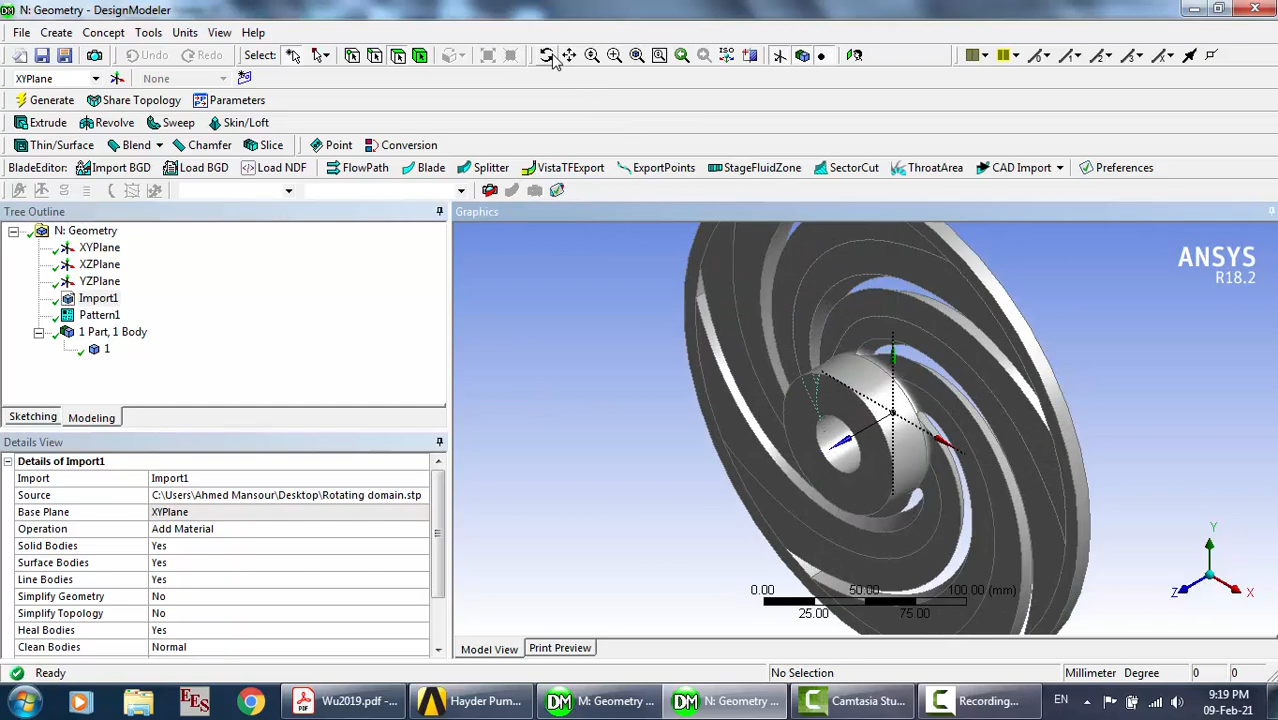 N: Geometry - DesignModeler
File Create Concept Tools Units View Help
Undo Redo Select: ISO
XYPlane None
Generate Share Topology Parameters
Extrude Revolve Sweep Skin/Loft
Thin/Surface Blend Chamfer Slice Point Conversion
BladeEditor: Import BGD Load BGD Load NDF FlowPath Blade Splitter VistaTFExport ExportPoints StageFluidZone SectorCut ThroatArea CAD Import Preferences
Tree Outline Graphics
N: Geometry
XYPlane
XZPlane
YZPlane
Import1
Pattern1
1 Part, 1 Body
1
ANSYS
R18.2
Sketching Modeling
Details View
Details of Import1
Import Import1
Source C:\Users\Ahmed Mansour\Desktop\Rotating domain.stp
Base Plane XYPlane
Operation Add Material
Solid Bodies Yes
Surface Bodies Yes
Line Bodies Yes
Simplify Geometry No
Simplify Topology No
Heal Bodies Yes
Clean Bodies Normal
0.00 50.00 100.00 (mm)
25.00 75.00
Y
Z X
Model View Print Preview
Ready No Selection Millimeter Degree 0 0
EES Wu2019.pdf -... Hayder Pum... M: Geometry ... N: Geometry ... Camtasia Stu... Recording... EN 9:19 PM
09-Feb-21